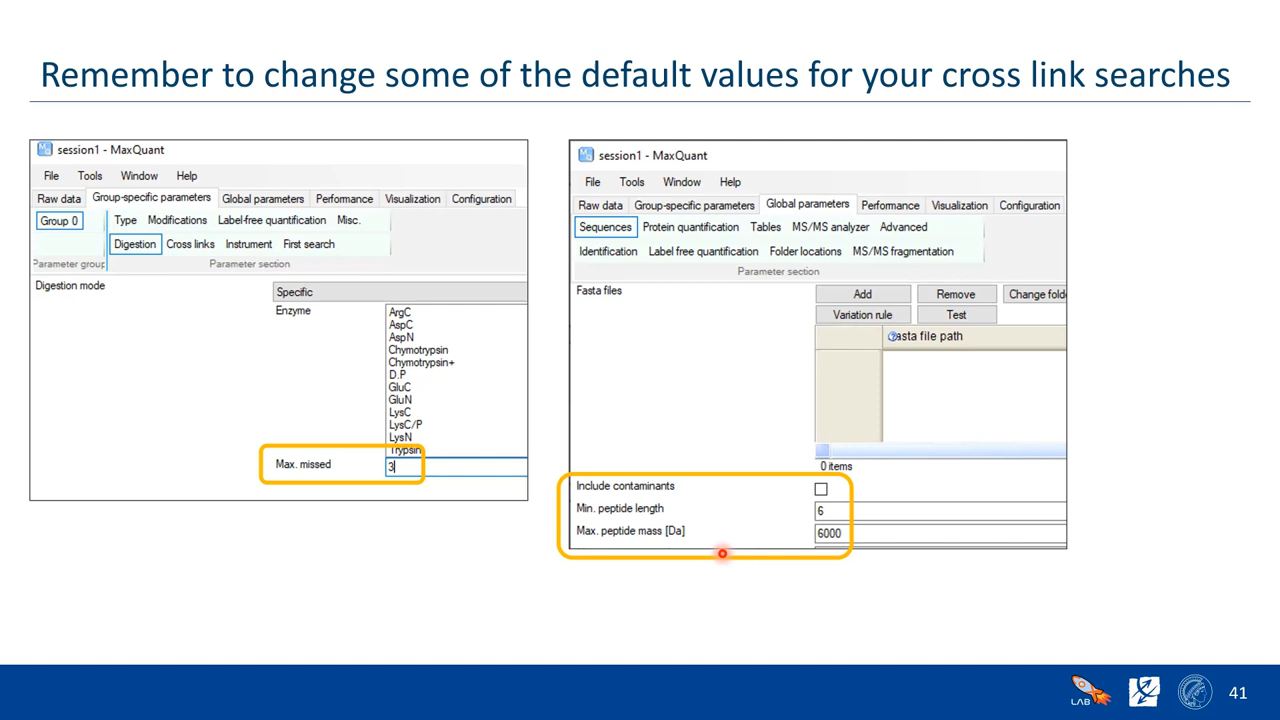 Remember to change some of the default values for your cross link searches
session1 - MaxQuant
File Tools Window Help
Raw data Group-specific parameters Global parameters Performance Visualization Configuration
Group 0 Type Modifications Label-free quantification Misc.
Digestion Cross links Instrument First search
Parameter group Parameter section
Digestion mode Specific
Enzyme
ArgC
AspC
AspN
Chymotrypsin
Chymotrypsin+
D.P
GluC
GluN
LysC
LysC/P
LysN
Trypsin
Max. missed 3
session1 - MaxQuant
File Tools Window Help
Raw data Group-specific parameters Global parameters Performance Visualization Configuration
Sequences Protein quantification Tables MS/MS analyzer Advanced
Identification Label free quantification Folder locations MS/MS fragmentation
Parameter section
Fasta files Add Remove Change folde
Variation rule Test
asta file path
0 items
Include contaminants
Min. peptide length 6
Max. peptide mass [Da] 6000
LAB
41